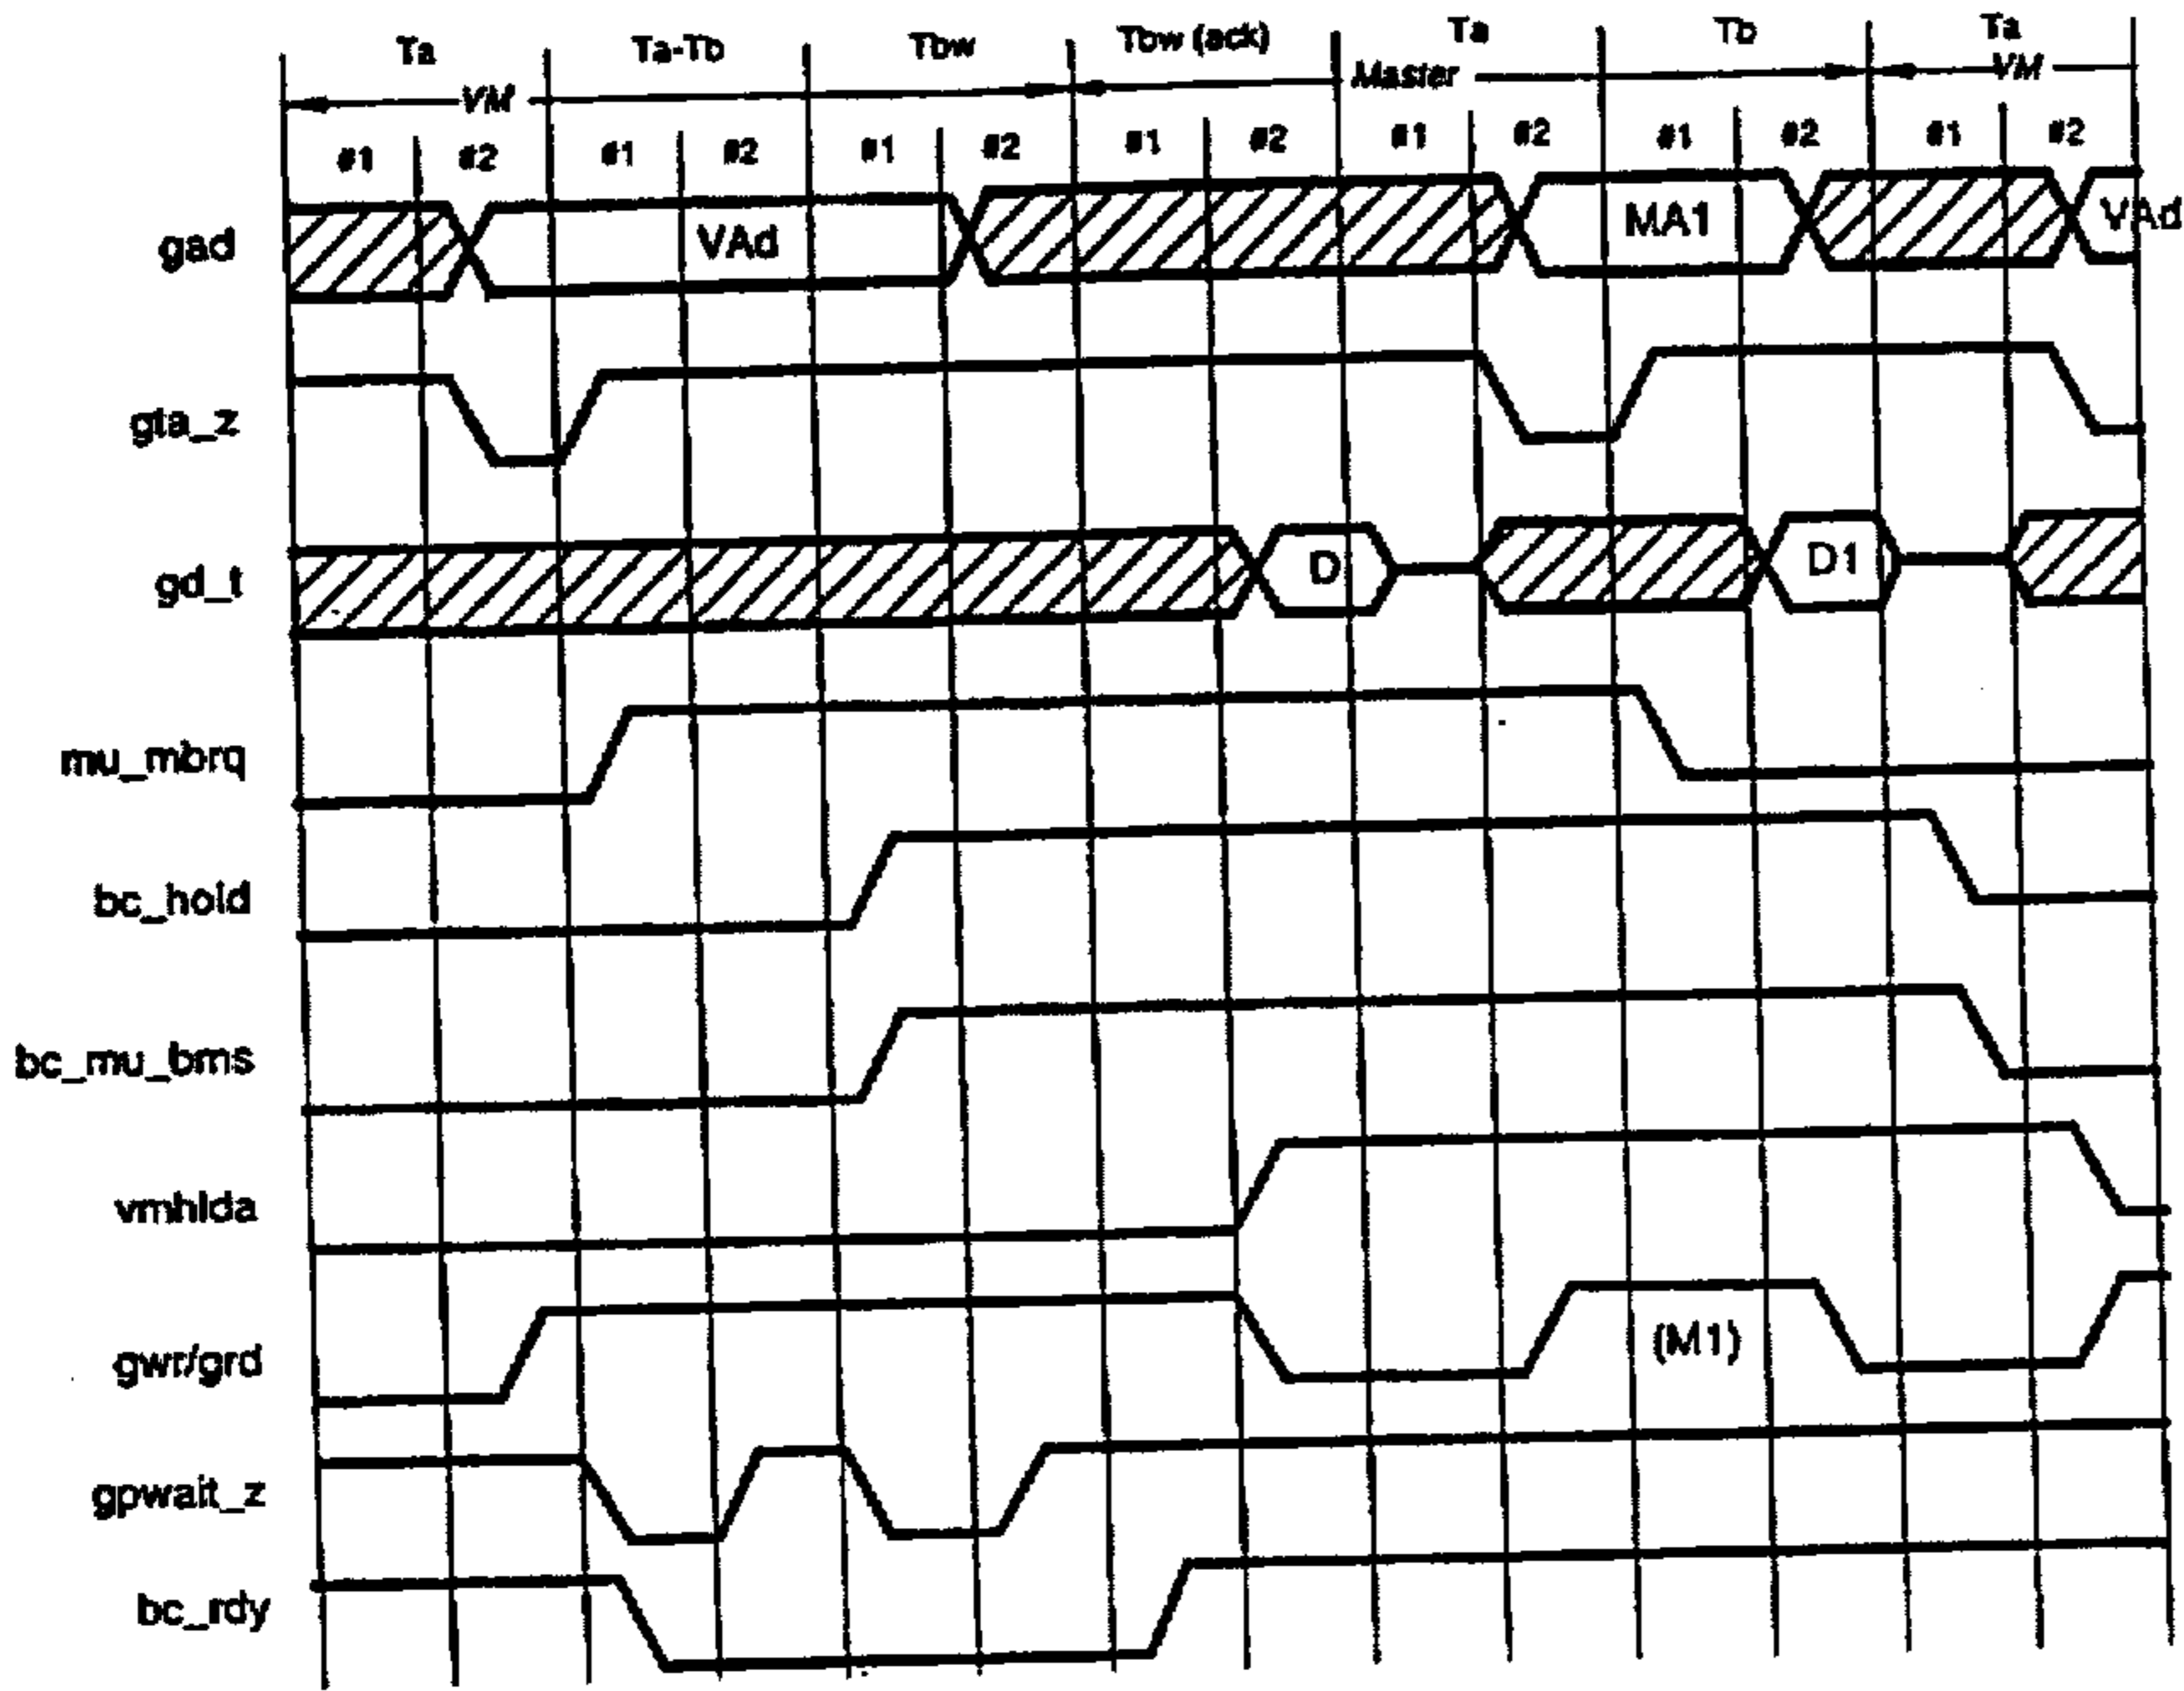 Ta Ta-Tb Tbw Tbw (ack) Ta Tb Ta
VM Master VM
#1 #2 #1 #2 #1 #2 #1 #2 #1 #2 #1 #2 #1 #2
gad VAd MA1 VAd
gta_z
gd_t D D1
mu_mbrq
bc_hold
bc_mu_bms
vmhlda
gwr/grd (M1)
gpwait_z
bc_rdy